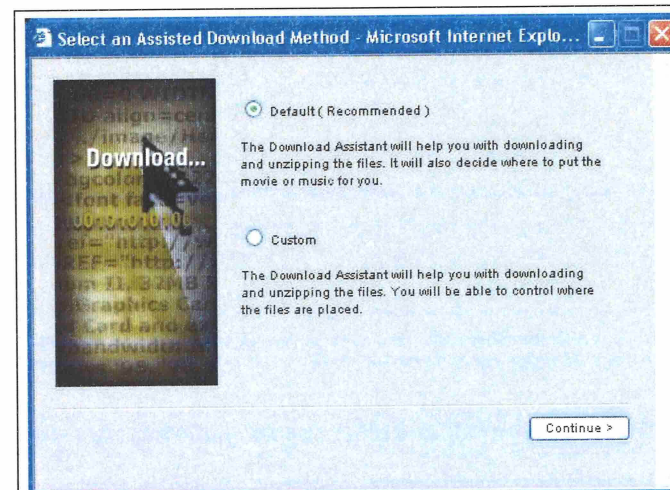 Select an Assisted Download Method - Microsoft Internet Explo...
Download...
Default ( Recommended )
The Download Assistant will help you with downloading
and unzipping the files. It will also decide where to put the
movie or music for you.
Custom
The Download Assistant will help you with downloading
and unzipping the files. You will be able to control where
the files are placed.
Continue >